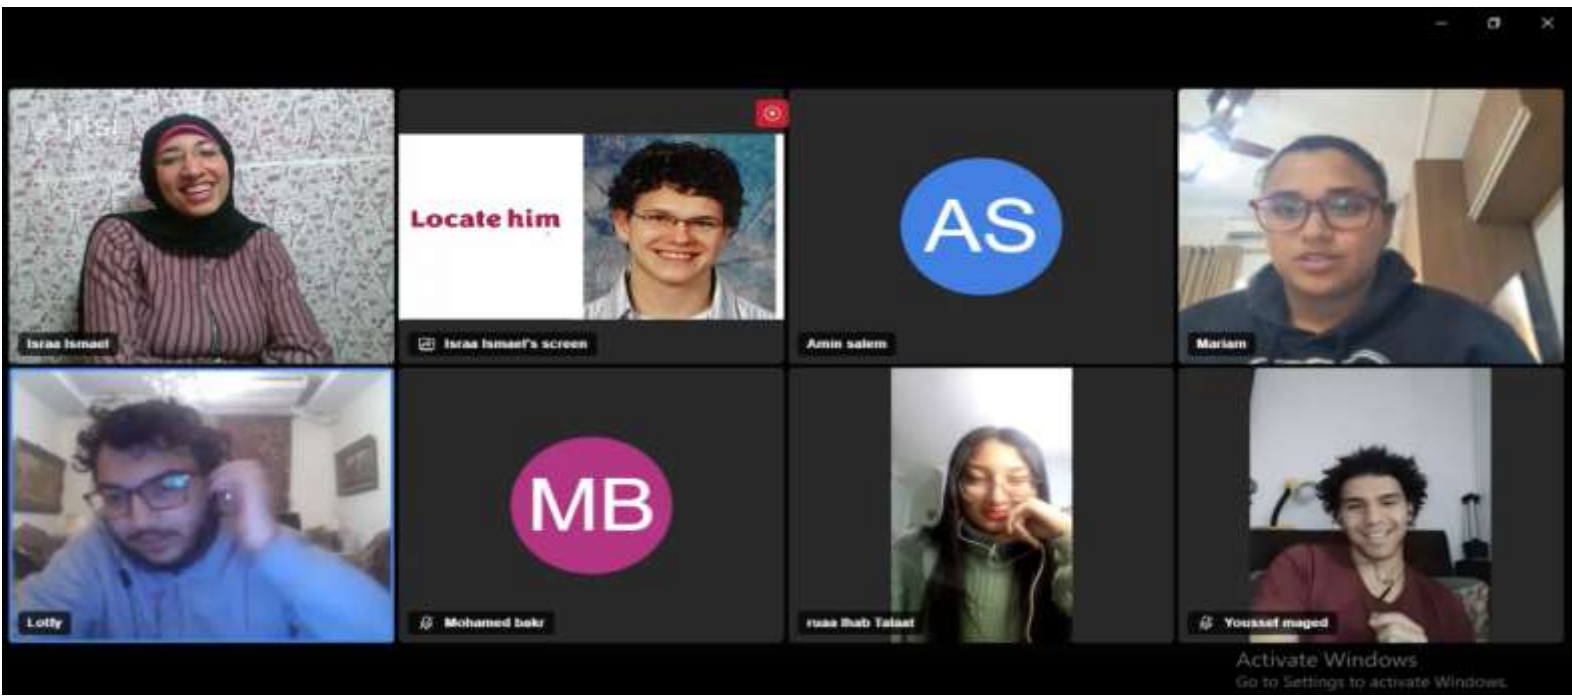 Locate him
Israa Ismael
Israa Ismael's screen
AS
Amin salem
Mariam
Lotfy
MB
Mohamed bakr
ruaa Ihab Talaat
Youssef maged
Activate Windows
Go to Settings to activate Windows.